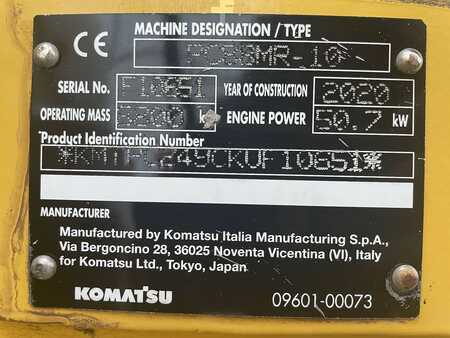 CE
MACHINE DESIGNATION / TYPE
PC88MR-10
SERIAL No. F10851
YEAR OF CONSTRUCTION 2020
OPERATING MASS kg
ENGINE POWER 50.7 kW
Product Identification Number
MANUFACTURER
Manufactured by Komatsu Italia Manufacturing S.p.A.,
Via Bergoncino 28, 36025 Noventa Vicentina (VI), Italy
for Komatsu Ltd., Tokyo, Japan
KOMATSU
09601-00073